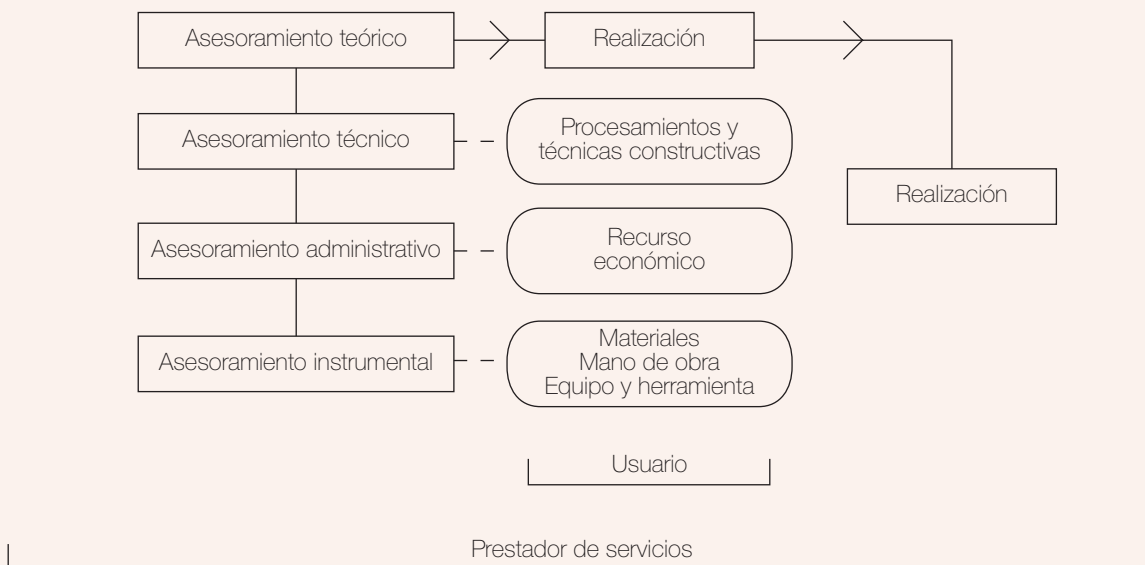 Asesoramiento teórico
Realización
Asesoramiento técnico
Procesamientos y
técnicas constructivas
Realización
Asesoramiento administrativo
Recurso
económico
Asesoramiento instrumental
Materiales
Mano de obra
Equipo y herramienta
Usuario
Prestador de servicios